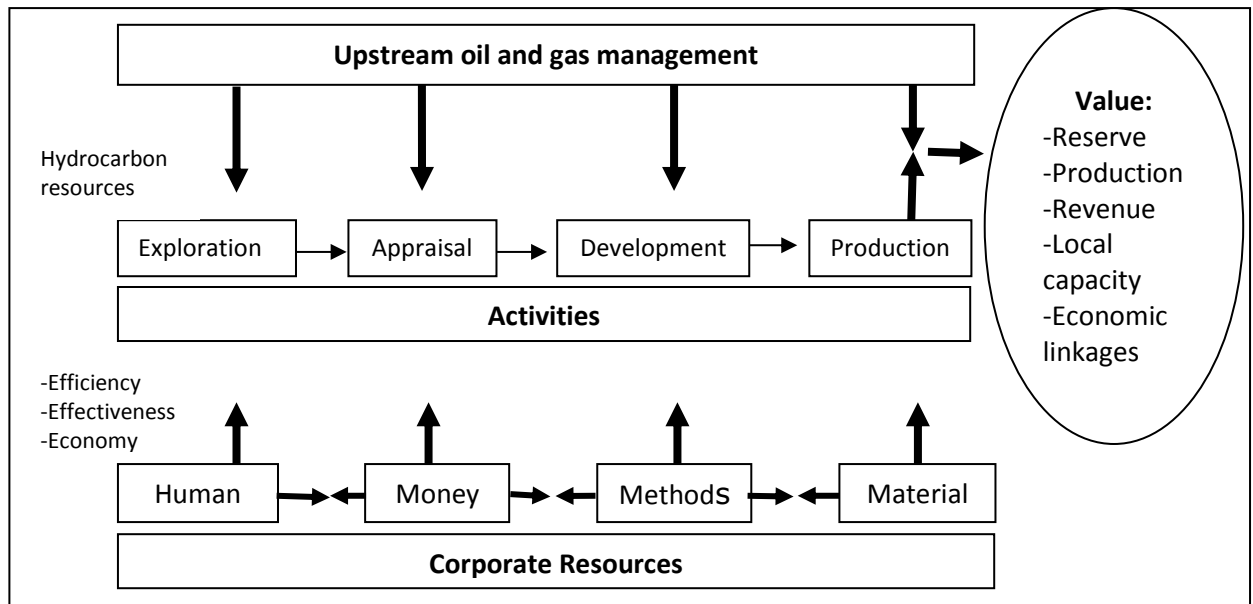 Upstream oil and gas management
Value:
-Reserve
-Production
-Revenue
-Local
capacity
-Economic
linkages
Hydrocarbon
resources
Exploration
Appraisal
Development
Production
Activities
-Efficiency
-Effectiveness
-Economy
Human
Money
Methods
Material
Corporate Resources